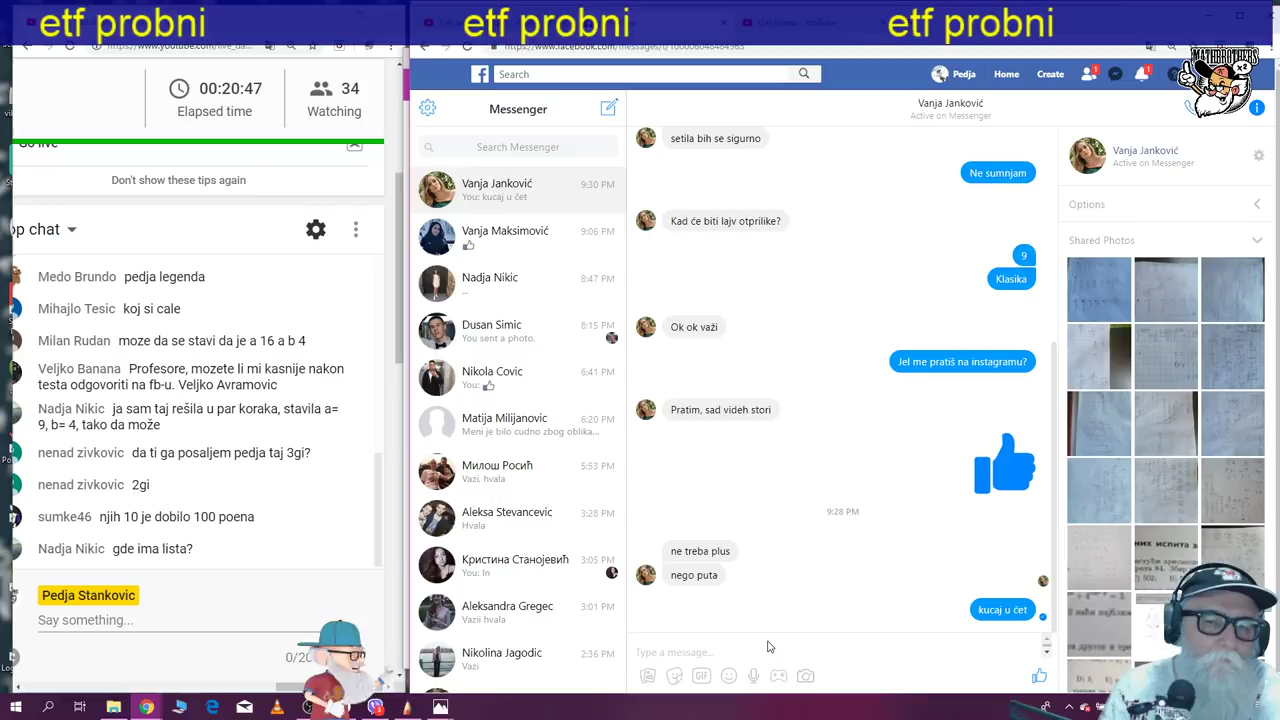 etf probni
etf probni
etf probni
00:20:47
Elapsed time
34
Watching
Go live
Don't show these tips again
op chat
Medo Brundo pedja legenda
Mihajlo Tesic koj si cale
Milan Rudan moze da se stavi da je a 16 a b 4
Veljko Banana Profesore, mozete li mi kasnije nakon
testa odgovoriti na fb-u. Veljko Avramovic
Nadja Nikic ja sam taj rešila u par koraka, stavila a=
9, b= 4, tako da može
nenad zivkovic da ti ga posaljem pedja taj 3gi?
nenad zivkovic 2gi
sumke46 njih 10 je dobilo 100 poena
Nadja Nikic gde ima lista?
Pedja Stankovic
Say something...
0/20
Search
Pedja
Home
Create
MATHBUSTERS
Messenger
Search Messenger
Vanja Janković 9:30 PM
You: kucaj u čet
Vanja Maksimović 9:06 PM
Nadja Nikic 8:47 PM
...
Dusan Simic 8:15 PM
You sent a photo.
Nikola Covic 6:41 PM
You:
Matija Milijanovic 6:20 PM
Meni je bilo cudno zbog oblika...
Милош Росић 5:53 PM
Vazi, hvala
Aleksa Stevancevic 3:28 PM
Hvala
Кристина Станојевић 3:05 PM
You: ln
Aleksandra Gregec 3:01 PM
Vazii hvala
Nikolina Jagodic 2:36 PM
Vazi
Vanja Janković
Active on Messenger
setila bih se sigurno
Ne sumnjam
Kad će biti lajv otprilike?
9
Klasika
Ok ok važi
Jel me pratiš na instagramu?
Pratim, sad videh stori
9:28 PM
ne treba plus
nego puta
kucaj u čet
Type a message...
GIF
Vanja Janković
Active on Messenger
Options
Shared Photos